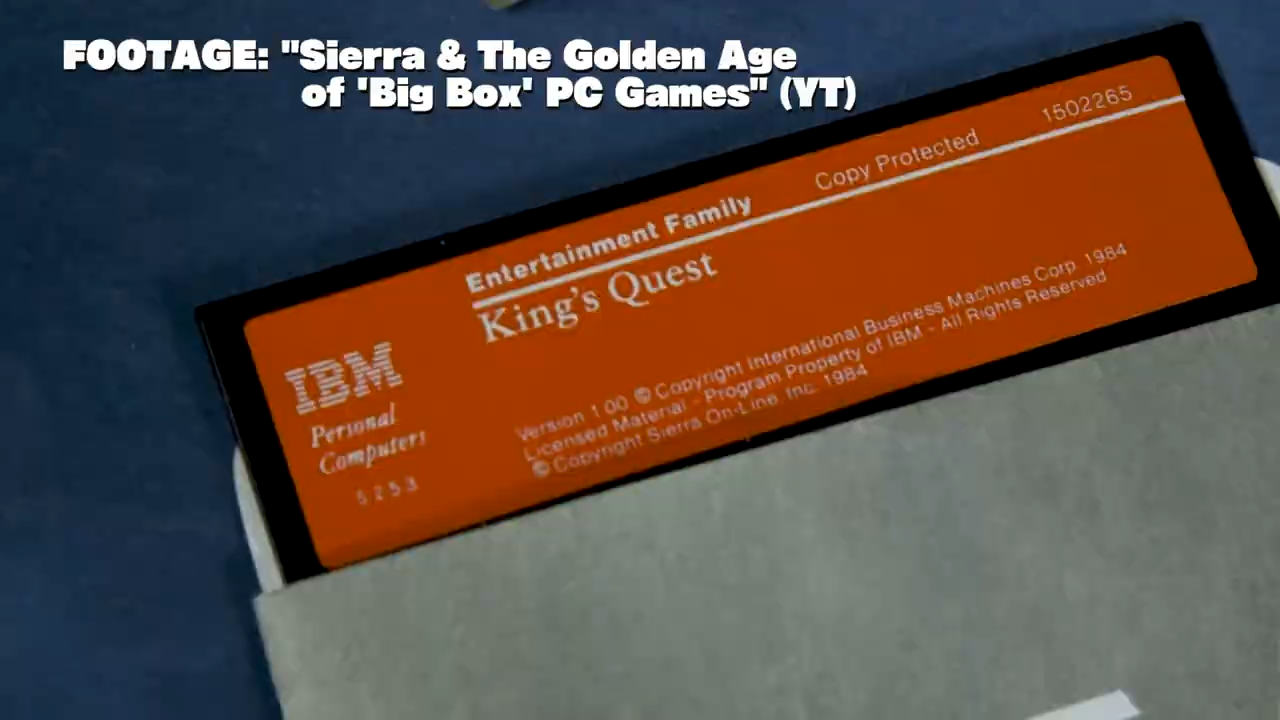 FOOTAGE: "Sierra & The Golden Age
of 'Big Box' PC Games" (YT)
Entertainment Family Copy Protected 1502265
King's Quest
IBM
Personal
Computers
5253
Version 1.00 © Copyright International Business Machines Corp. 1984
Licensed Material - Program Property of IBM - All Rights Reserved
© Copyright Sierra On-Line, Inc. 1984